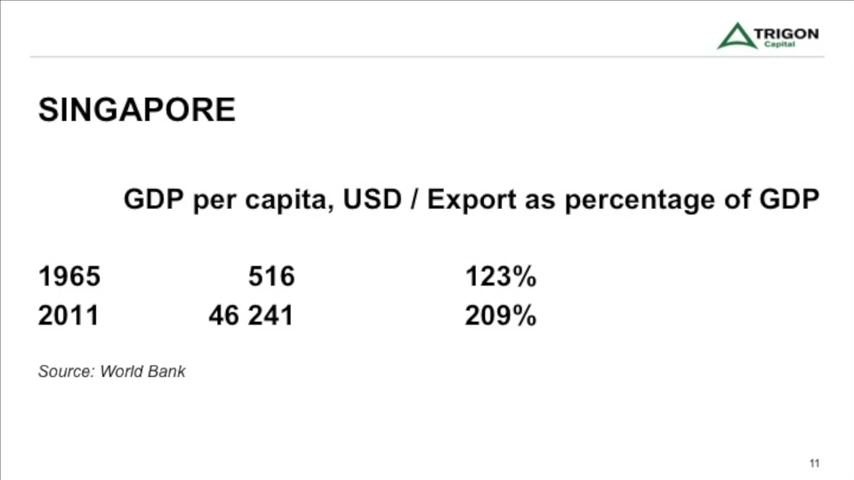 TRIGON
Capital
SINGAPORE
GDP per capita, USD / Export as percentage of GDP
1965 516 123%
2011 46 241 209%
Source: World Bank
11